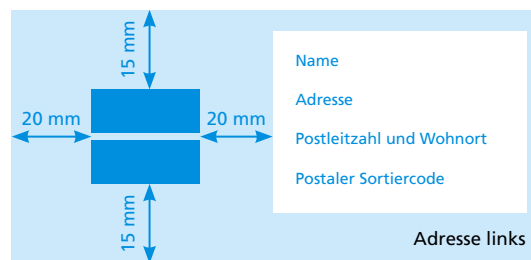 15 mm
20 mm
20 mm
15 mm
Name
Adresse
Postleitzahl und Wohnort
Postaler Sortiercode
Adresse links